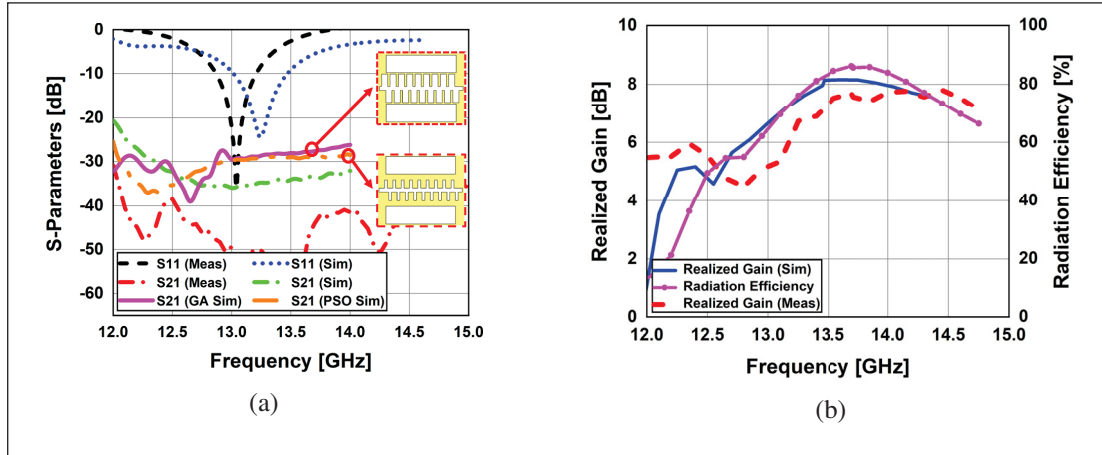 0
-10
-20
-30
-40
-50
-60
S-Parameters [dB]
S11 (Meas) S11 (Sim)
S21 (Meas) S21 (Sim)
S21 (GA Sim) S21 (PSO Sim)
12.0 12.5 13.0 13.5 14.0 14.5 15.0
Frequency [GHz]
(a)
10
8
6
4
2
0
Realized Gain [dB]
100
80
60
40
20
0
Radiation Efficiency [%]
Realized Gain (Sim)
Radiation Efficiency
Realized Gain (Meas)
12.0 12.5 13.0 13.5 14.0 14.5 15.0
Frequency [GHz]
(b)